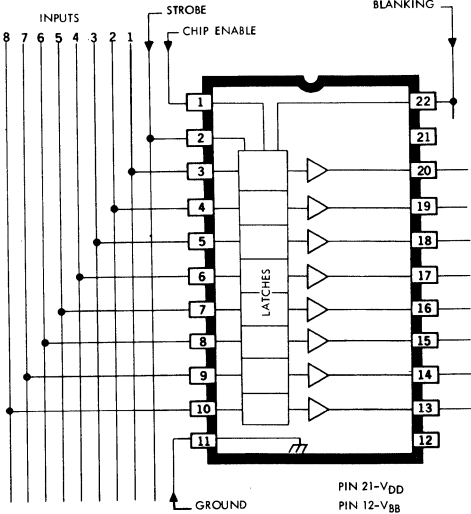 BLANKING
STROBE
INPUTS
CHIP ENABLE
8 7 6 5 4 3 2 1
1 22
2 21
3 20
4 19
5 18
6 17
LATCHES
7 16
8 15
9 14
10 13
11 12
PIN 21-VDD
GROUND
PIN 12-VBB